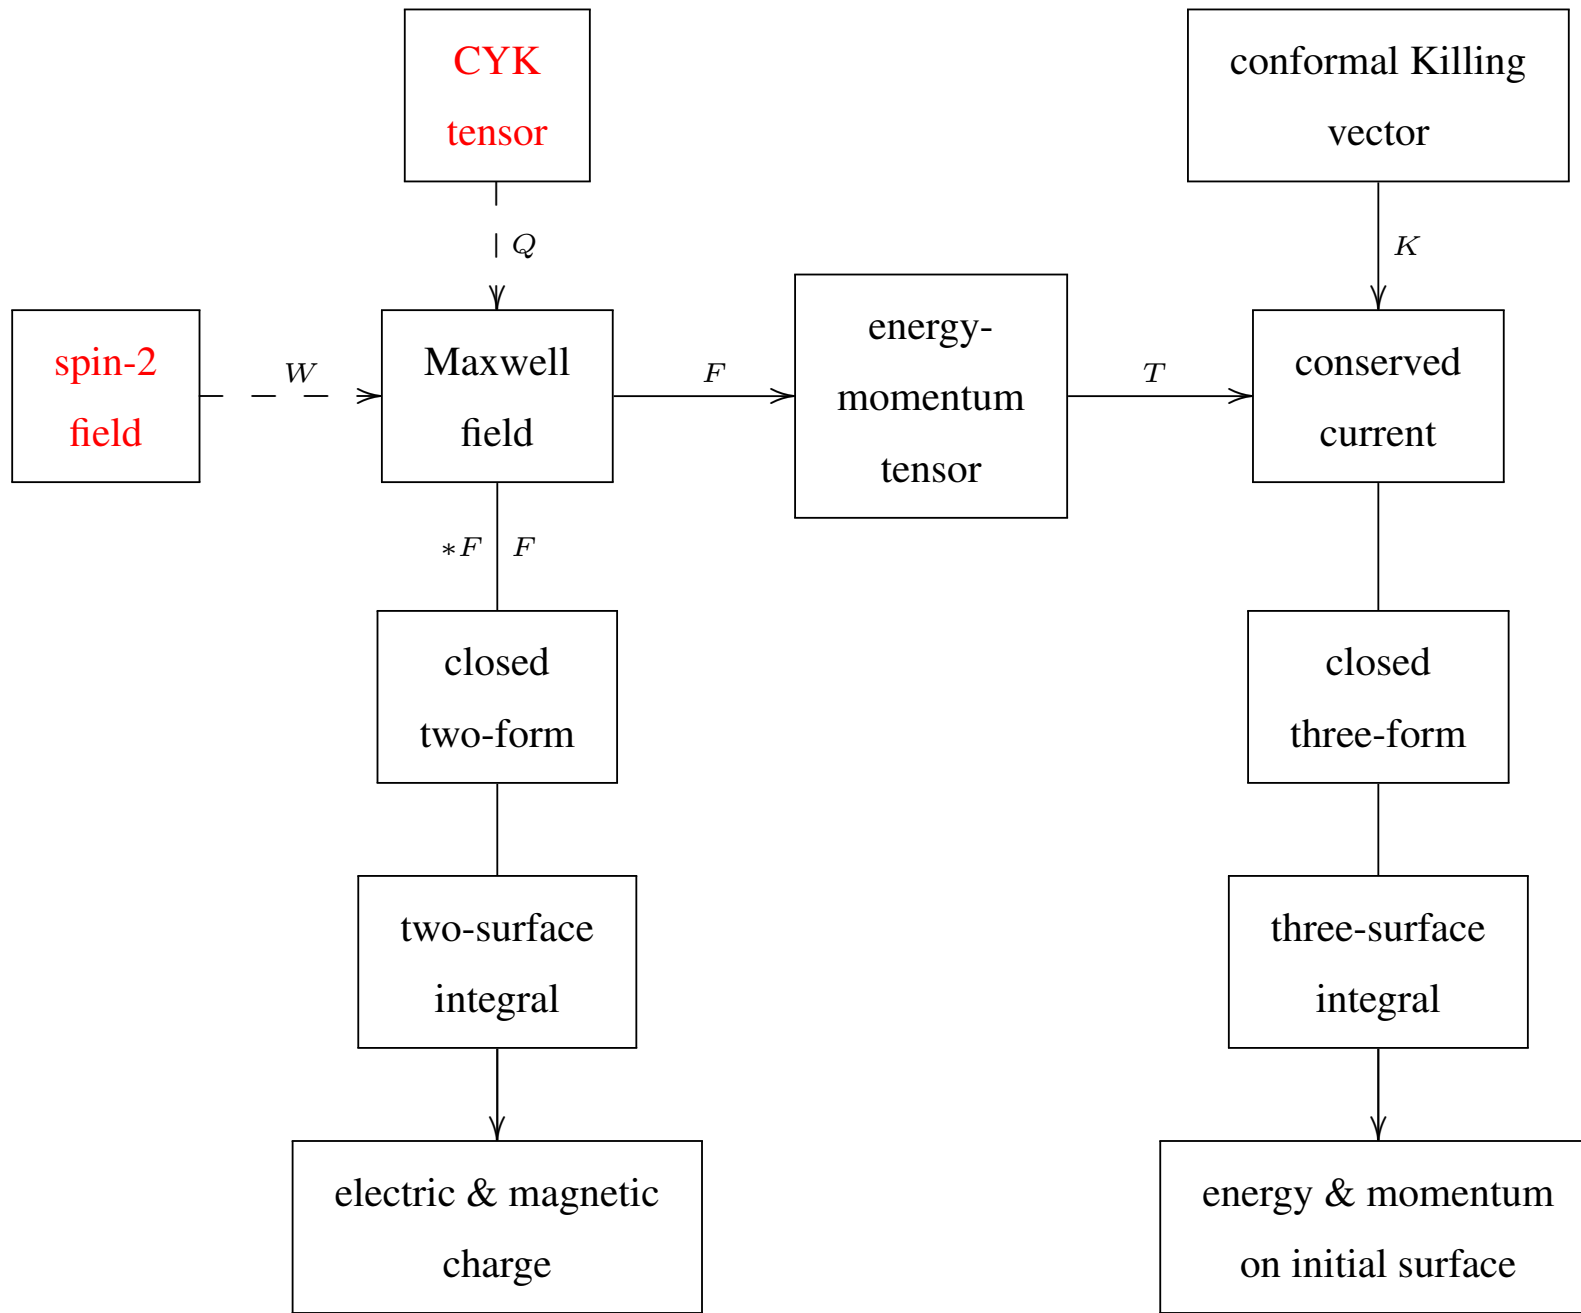 CYK
tensor
conformal Killing
vector
Q
K
spin-2
field
W
Maxwell
field
F
energy-
momentum
tensor
T
conserved
current
*F
F
closed
two-form
closed
three-form
two-surface
integral
three-surface
integral
electric & magnetic
charge
energy & momentum
on initial surface